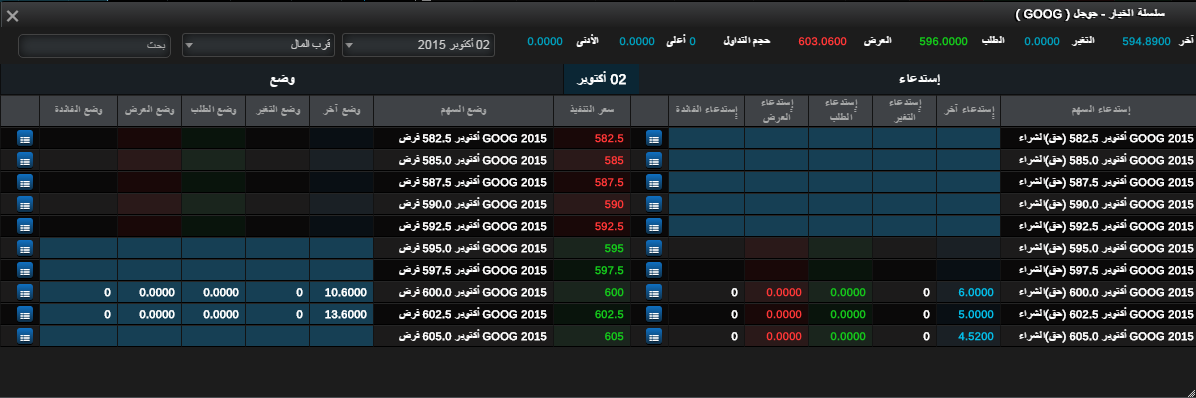 سلسلة الخيار - جوجل ( GOOG )
آخر 594.8900 التغير 0.0000 الطلب 596.0000 العرض 603.0600 حجم التداول 0 أعلى 0.0000 الأدنى 0.0000 02 أكتوبر 2015 قرب المال بحث
إستدعاء 02 أكتوبر وضع
إستدعاء السهم إستدعاء آخر إستدعاء التغير إستدعاء الطلب إستدعاء العرض إستدعاء الفائدة سعر التنفيذ وضع السهم وضع آخر وضع التغير وضع الطلب وضع العرض وضع الفائدة
GOOG 2015 أكتوبر 582.5 (حق)الشراء 582.5 GOOG 2015 أكتوبر 582.5 فرض
GOOG 2015 أكتوبر 585.0 (حق)الشراء 585 GOOG 2015 أكتوبر 585.0 فرض
GOOG 2015 أكتوبر 587.5 (حق)الشراء 587.5 GOOG 2015 أكتوبر 587.5 فرض
GOOG 2015 أكتوبر 590.0 (حق)الشراء 590 GOOG 2015 أكتوبر 590.0 فرض
GOOG 2015 أكتوبر 592.5 (حق)الشراء 592.5 GOOG 2015 أكتوبر 592.5 فرض
GOOG 2015 أكتوبر 595.0 (حق)الشراء 595 GOOG 2015 أكتوبر 595.0 فرض
GOOG 2015 أكتوبر 597.5 (حق)الشراء 597.5 GOOG 2015 أكتوبر 597.5 فرض
GOOG 2015 أكتوبر 600.0 (حق)الشراء 6.0000 0 0.0000 0.0000 0 600 GOOG 2015 أكتوبر 600.0 فرض 10.6000 0 0.0000 0.0000 0
GOOG 2015 أكتوبر 602.5 (حق)الشراء 5.0000 0 0.0000 0.0000 0 602.5 GOOG 2015 أكتوبر 602.5 فرض 13.6000 0 0.0000 0.0000 0
GOOG 2015 أكتوبر 605.0 (حق)الشراء 4.5200 0 0.0000 0.0000 0 605 GOOG 2015 أكتوبر 605.0 فرض